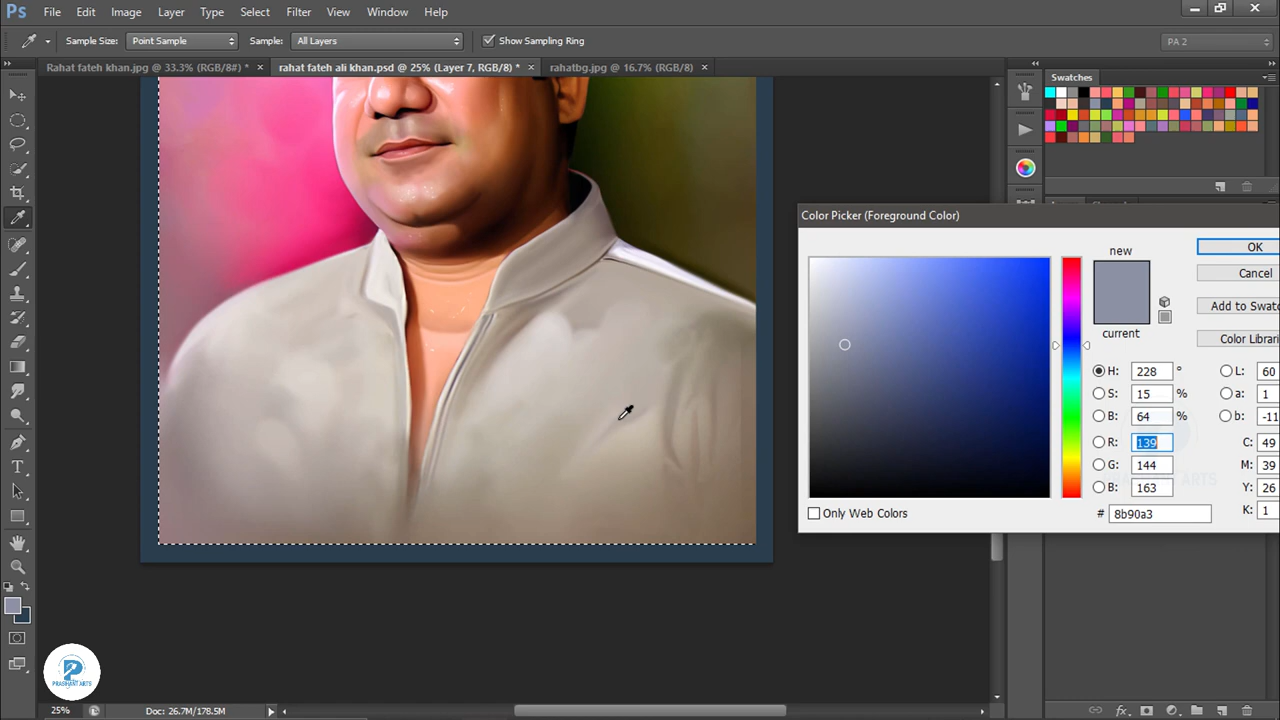 Ps File Edit Image Layer Type Select Filter View Window Help
Sample Size: Point Sample Sample: All Layers Show Sampling Ring PA 2
Rahat fateh khan.jpg @ 33.3% (RGB/8#) * × rahat fateh ali khan.psd @ 25% (Layer 7, RGB/8) * × rahatbg.jpg @ 16.7% (RGB/8) ×
Swatches
Color Picker (Foreground Color)
new
OK
Cancel
Add to Swatc
current
Color Librari
H: 228 ° L: 60
S: 15 % a: 1
B: 64 % b: -11
R: 139 C: 49
G: 144 M: 39
B: 163 Y: 26
Only Web Colors # 8b90a3 K: 1
P
PRASHANT ARTS
25% Doc: 26.7M/178.5M
fx